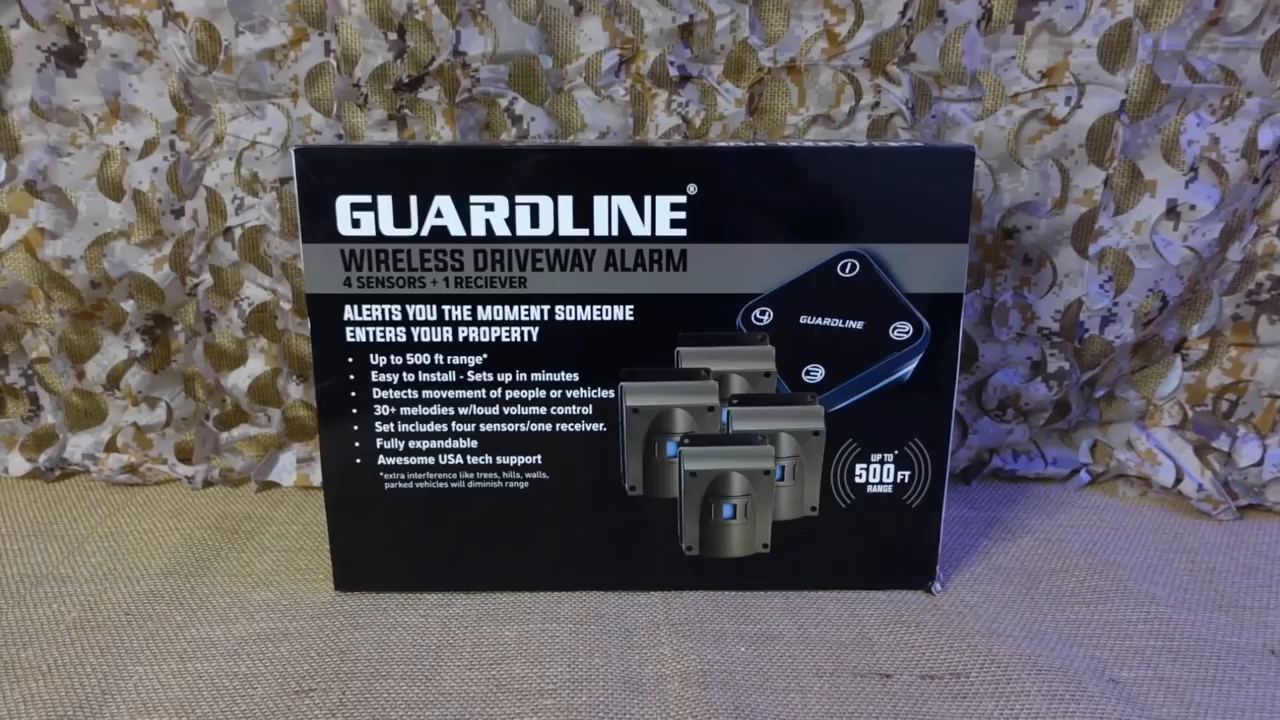 GUARDLINE®
WIRELESS DRIVEWAY ALARM
4 SENSORS + 1 RECIEVER
ALERTS YOU THE MOMENT SOMEONE
ENTERS YOUR PROPERTY
• Up to 500 ft range*
• Easy to Install - Sets up in minutes
• Detects movement of people or vehicles
• 30+ melodies w/loud volume control
• Set includes four sensors/one receiver.
• Fully expandable
• Awesome USA tech support
*extra interference like trees, hills, walls,
parked vehicles will diminish range
1
4
GUARDLINE
2
3
UP TO*
500 FT
RANGE